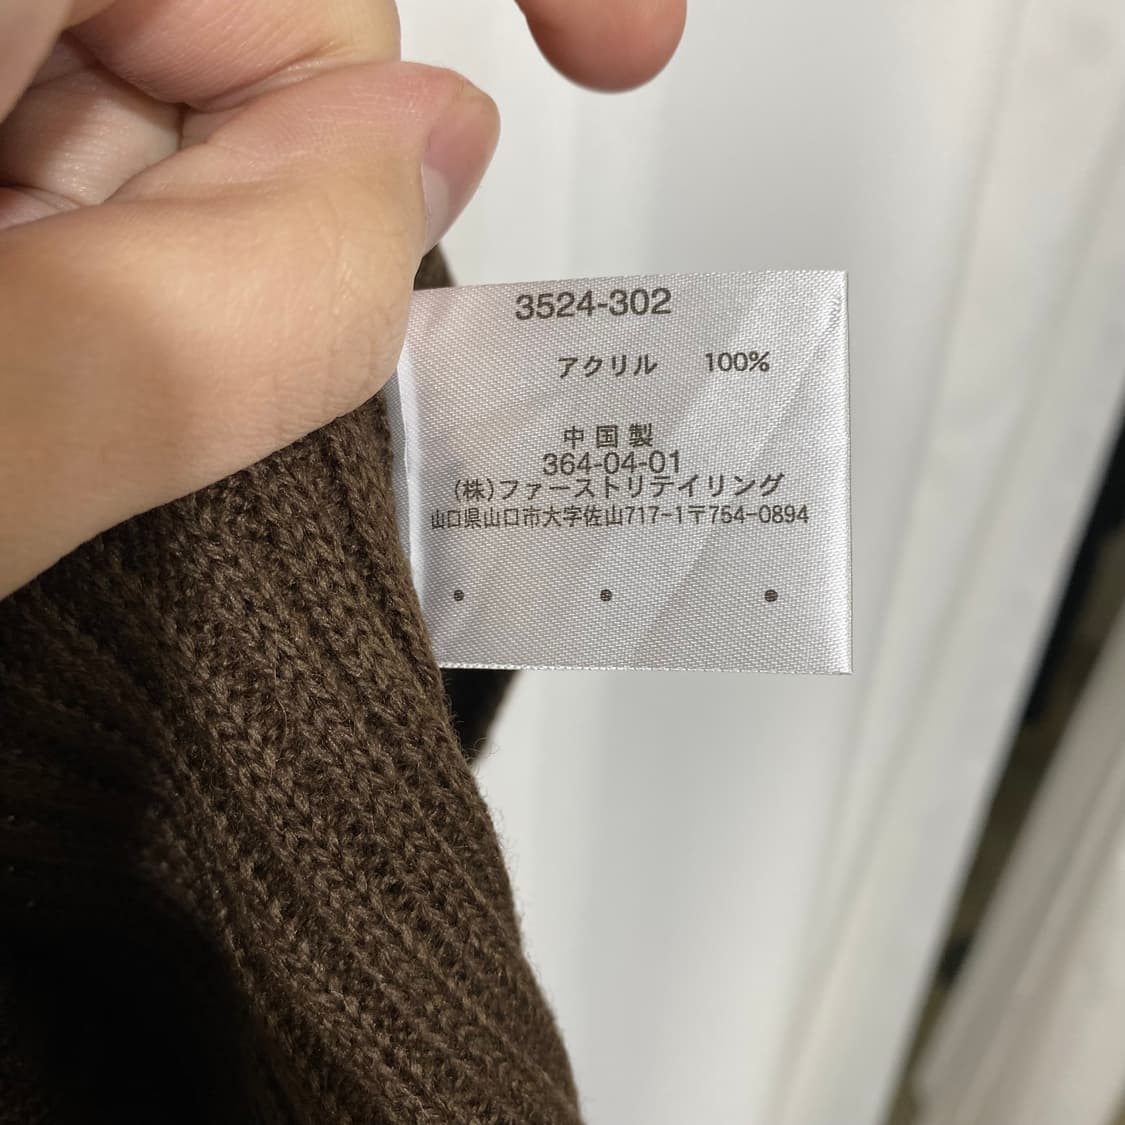 3524-302
アクリル 100%
中国製
364-04-01
(株)ファーストリテイリング
山口県山口市大字佐山717-1〒754-0894